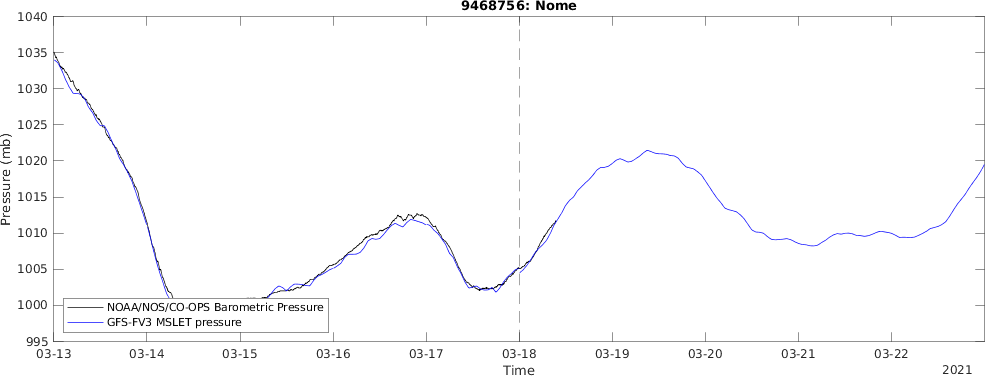 9468756: Nome
1040
1035
1030
1025
1020
1015
1010
1005
1000
995
Pressure (mb)
NOAA/NOS/CO-OPS Barometric Pressure
GFS-FV3 MSLET pressure
03-13 03-14 03-15 03-16 03-17 03-18 03-19 03-20 03-21 03-22
Time
2021